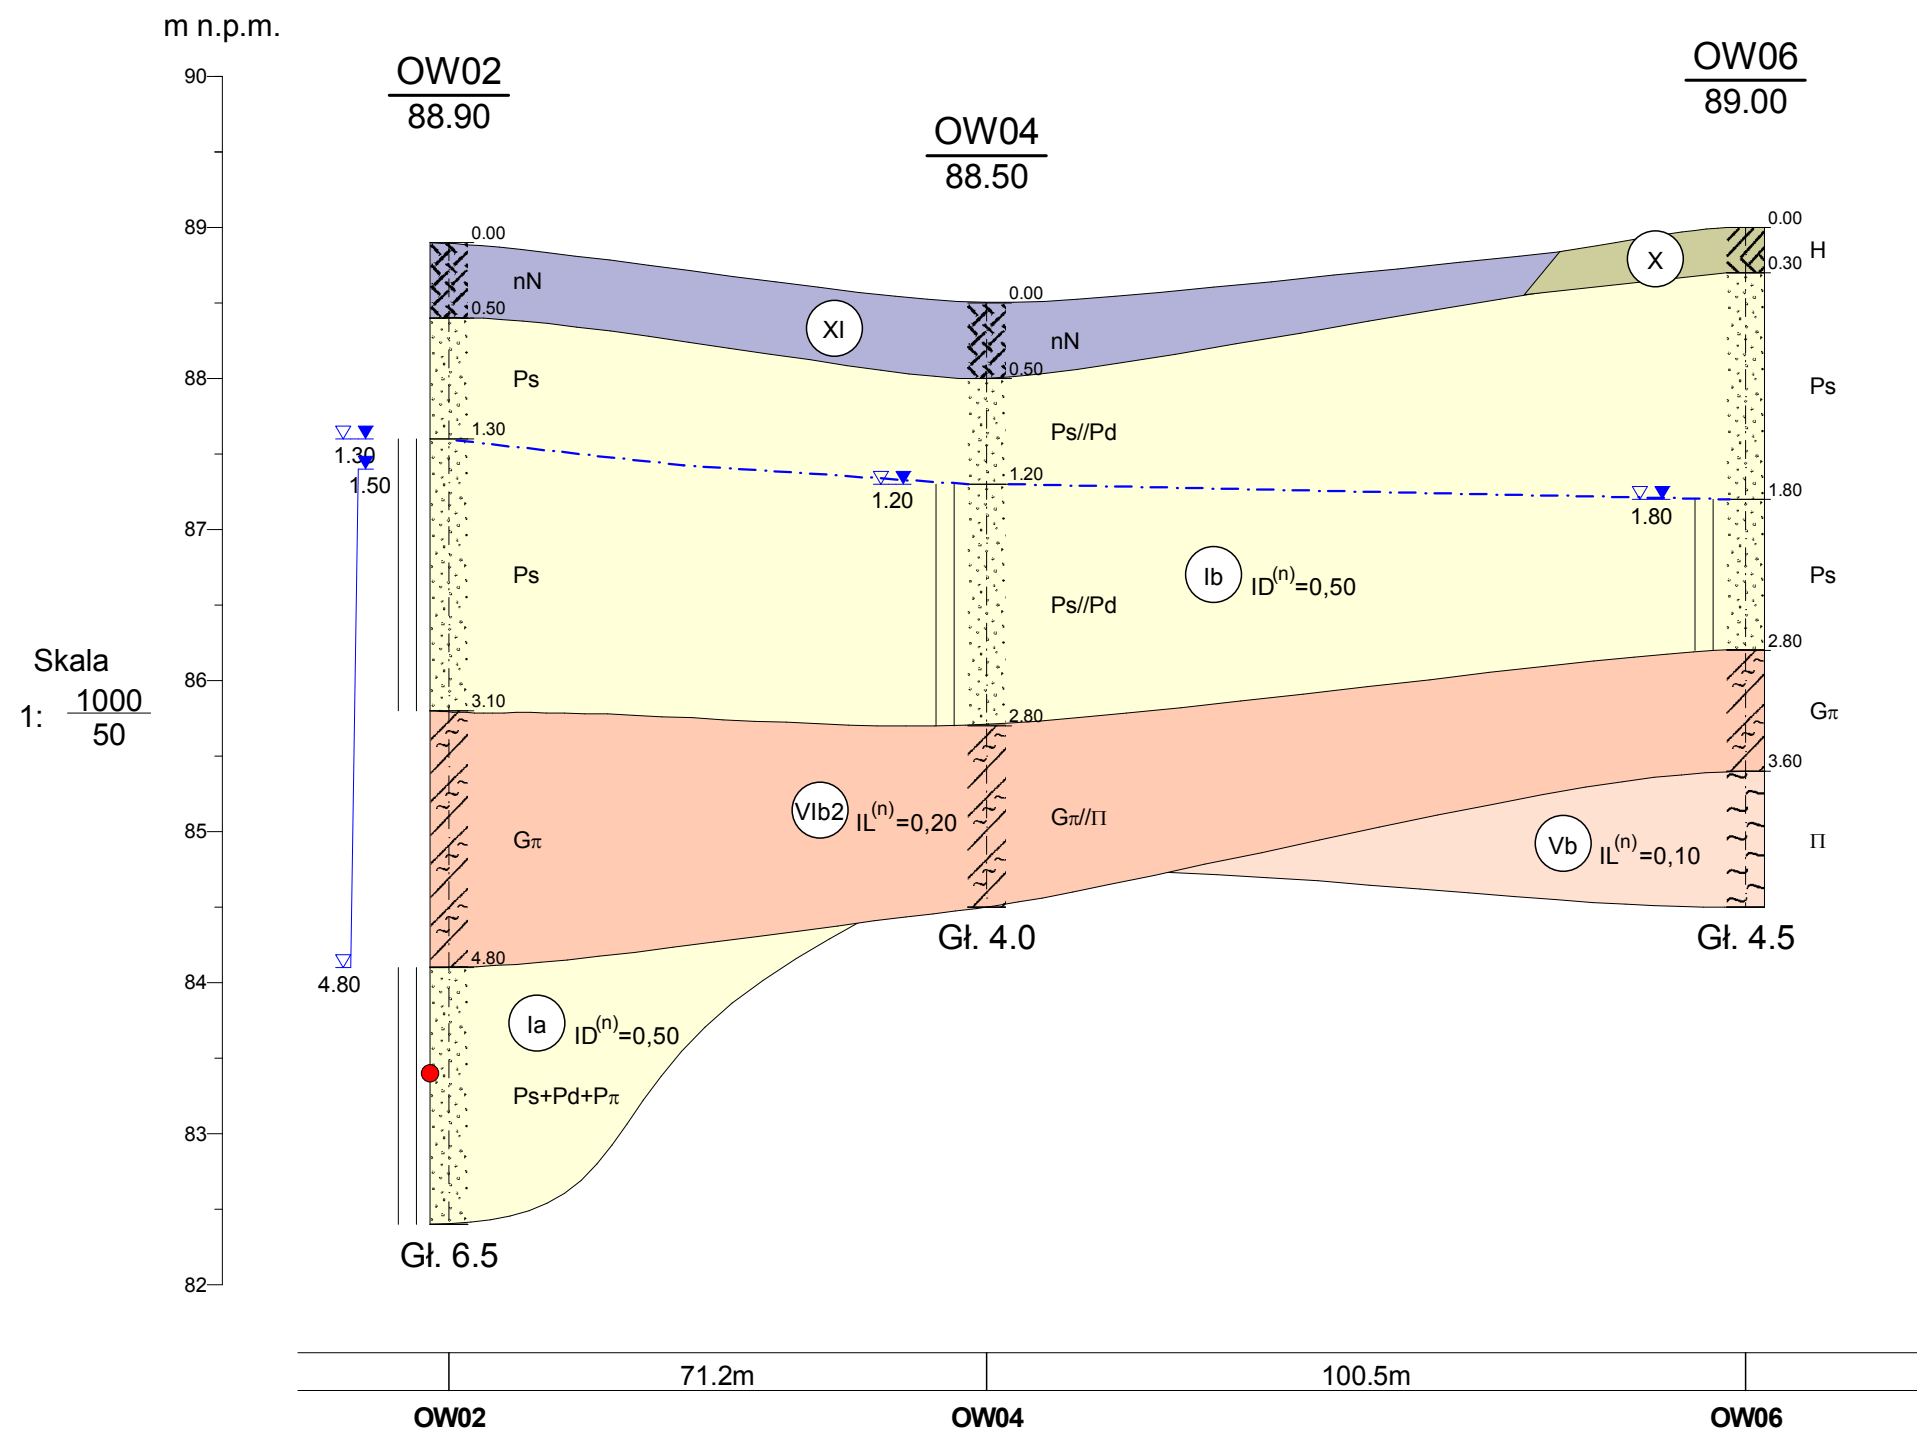 m n.p.m.
OW02
88.90
OW04
88.50
OW06
89.00
90
89
88
87
86
85
84
83
82
Skala
1: 1000
50
0.00
nN
0.50
Ps
1.30
Ps
3.10
Gπ
4.80
Ia ID(n)=0,50
Ps+Pd+Pπ
Gł. 6.5
1.30
1.50
4.80
XI
0.00
nN
0.50
Ps//Pd
1.20
1.20
Ps//Pd
Ib ID(n)=0,50
2.80
VIb2 IL(n)=0,20
Gπ//Π
Gł. 4.0
X
0.00
H
0.30
Ps
1.80
1.80
Ps
2.80
Gπ
3.60
Vb IL(n)=0,10
Π
Gł. 4.5
71.2m
100.5m
OW02
OW04
OW06